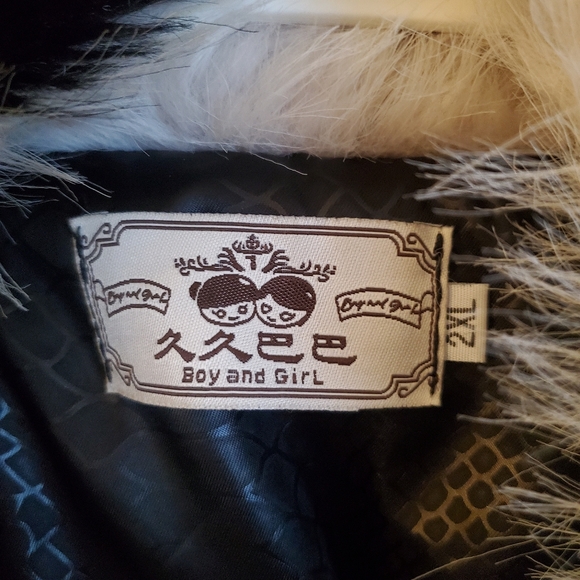 Boy and Girl
Boy and Girl
久久巴巴
Boy and GirL
2XL